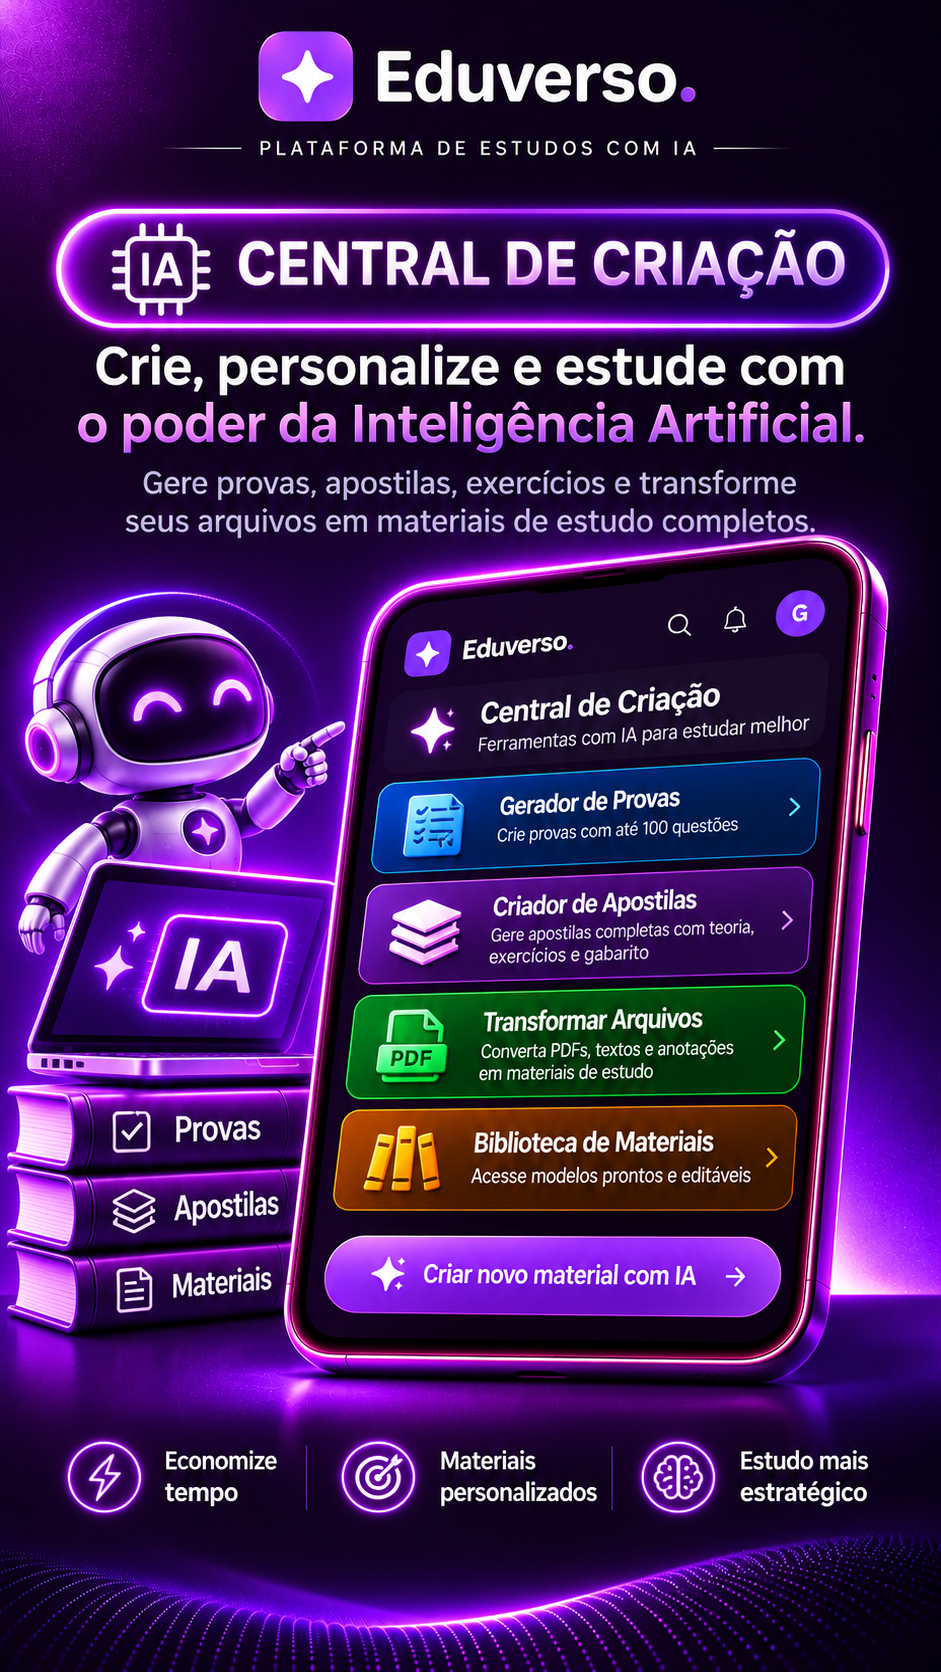 Eduverso.
PLATAFORMA DE ESTUDOS COM IA
IA
CENTRAL DE CRIAÇÃO
Crie, personalize e estude com
o poder da Inteligência Artificial.
Gere provas, apostilas, exercícios e transforme
seus arquivos em materiais de estudo completos.
Eduverso.
G
Central de Criação
Ferramentas com IA para estudar melhor
Gerador de Provas
Crie provas com até 100 questões
Criador de Apostilas
Gere apostilas completas com teoria,
exercícios e gabarito
PDF
Transformar Arquivos
Converta PDFs, textos e anotações
em materiais de estudo
Biblioteca de Materiais
Acesse modelos prontos e editáveis
Criar novo material com IA
IA
Provas
Apostilas
Materiais
Economize
tempo
Materiais
personalizados
Estudo mais
estratégico